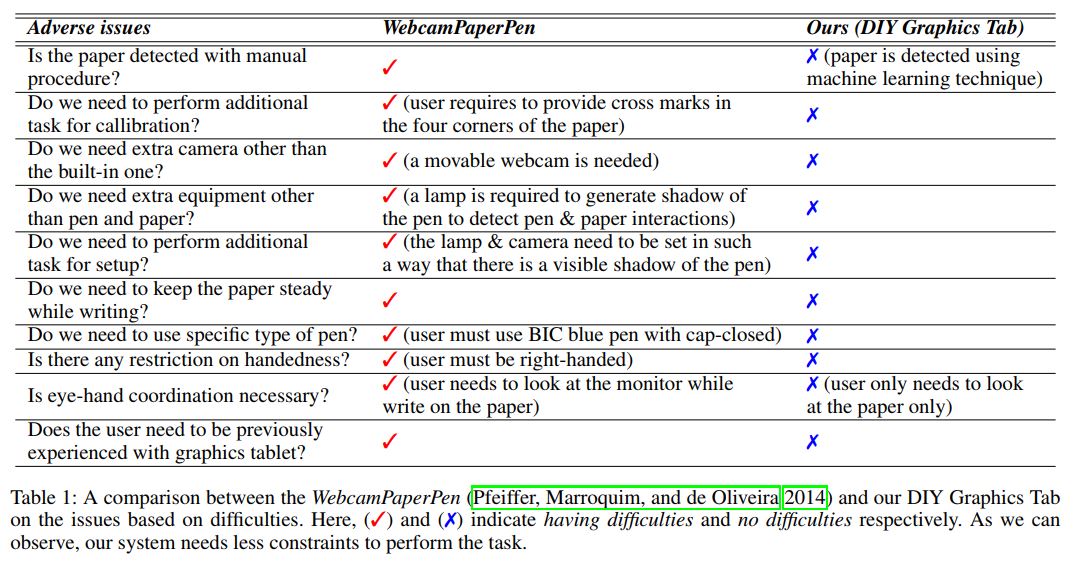 Adverse issues WebcamPaperPen Ours (DIY Graphics Tab)
Is the paper detected with manual procedure? ✓ ✗ (paper is detected using machine learning technique)
Do we need to perform additional task for callibration? ✓ (user requires to provide cross marks in the four corners of the paper) ✗
Do we need extra camera other than the built-in one? ✓ (a movable webcam is needed) ✗
Do we need extra equipment other than pen and paper? ✓ (a lamp is required to generate shadow of the pen to detect pen & paper interactions) ✗
Do we need to perform additional task for setup? ✓ (the lamp & camera need to be set in such a way that there is a visible shadow of the pen) ✗
Do we need to keep the paper steady while writing? ✓ ✗
Do we need to use specific type of pen? ✓ (user must use BIC blue pen with cap-closed) ✗
Is there any restriction on handedness? ✓ (user must be right-handed) ✗
Is eye-hand coordination necessary? ✓ (user needs to look at the monitor while write on the paper) ✗ (user only needs to look at the paper only)
Does the user need to be previously experienced with graphics tablet? ✓ ✗
Table 1: A comparison between the WebcamPaperPen (Pfeiffer, Marroquim, and de Oliveira 2014) and our DIY Graphics Tab
on the issues based on difficulties. Here, (✓) and (✗) indicate having difficulties and no difficulties respectively. As we can
observe, our system needs less constraints to perform the task.